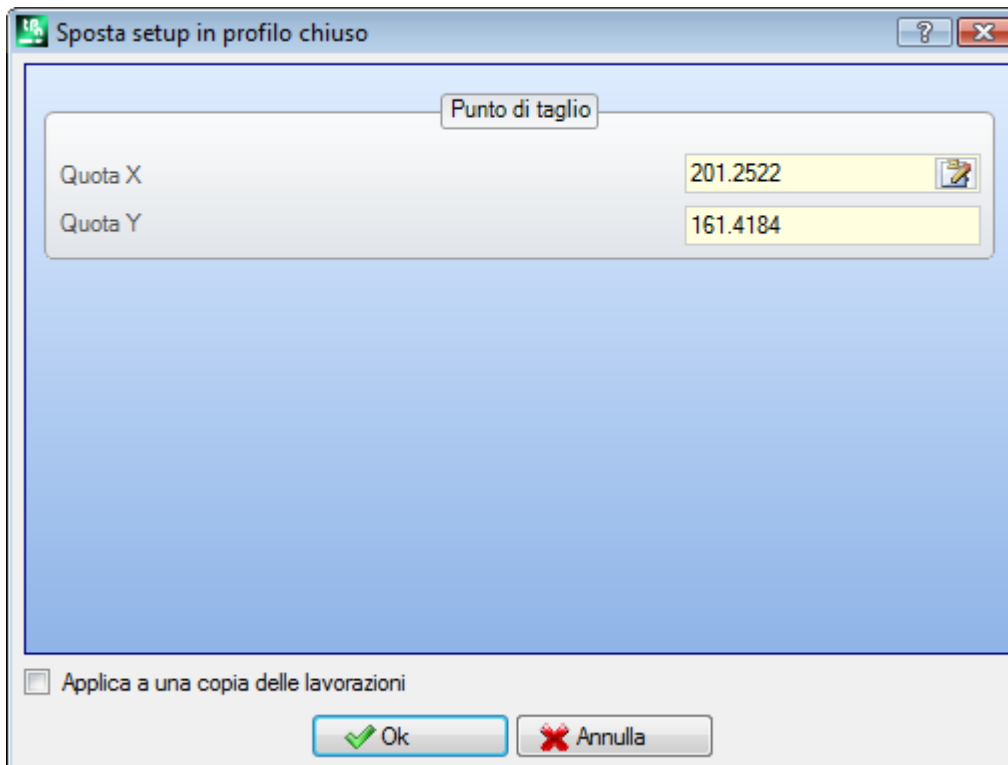 Sposta setup in profilo chiuso
Punto di taglio
Quota X 201.2522
Quota Y 161.4184
Applica a una copia delle lavorazioni
Ok Annulla